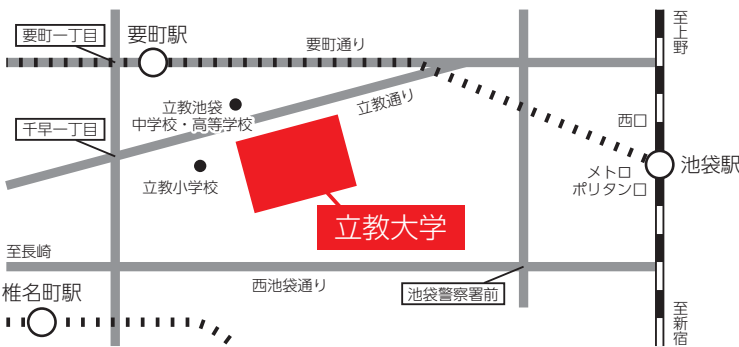 至上野
要町一丁目
要町駅
要町通り
立教池袋
中学校・高等学校
立教通り
千早一丁目
西口
メトロ
ポリタン口
池袋駅
立教小学校
立教大学
至長崎
西池袋通り
池袋警察署前
椎名町駅
至新宿